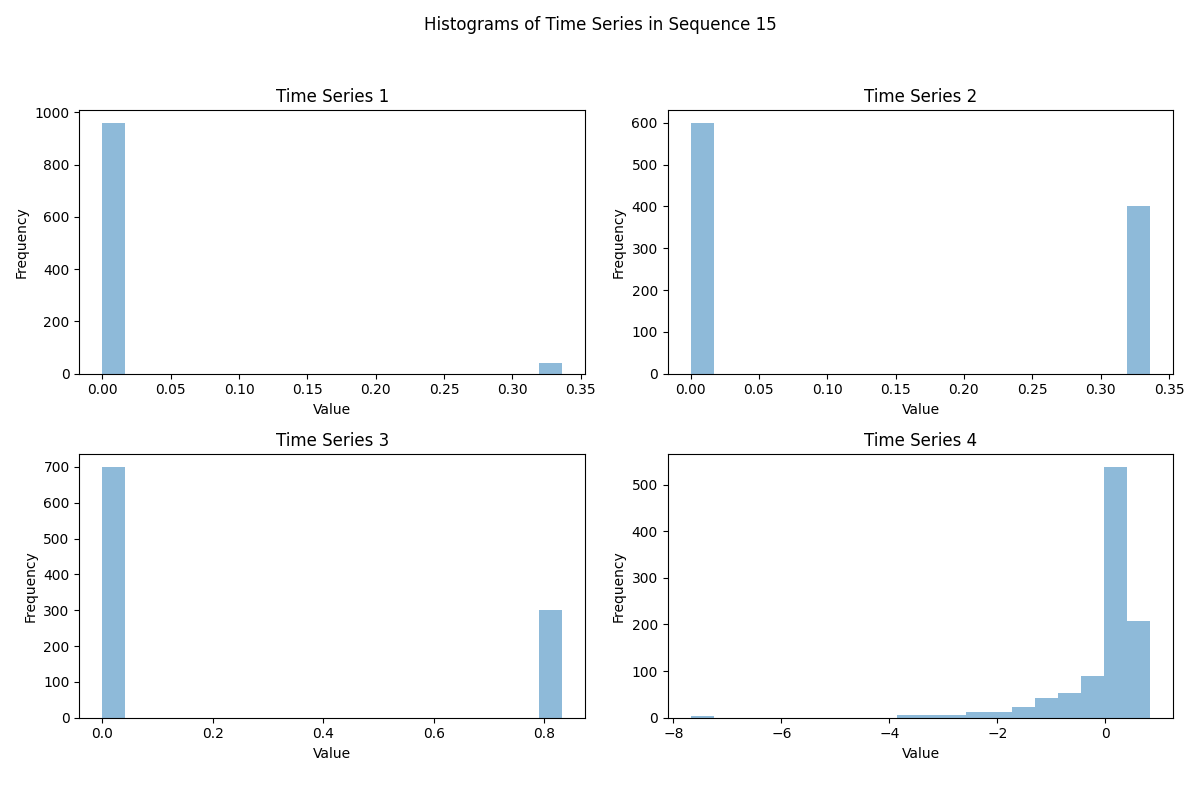 Histograms of Time Series in Sequence 15
Time Series 1
Frequency
1000
800
600
400
200
0
0.00 0.05 0.10 0.15 0.20 0.25 0.30 0.35
Value
Time Series 2
Frequency
600
500
400
300
200
100
0
0.00 0.05 0.10 0.15 0.20 0.25 0.30 0.35
Value
Time Series 3
Frequency
700
600
500
400
300
200
100
0
0.0 0.2 0.4 0.6 0.8
Value
Time Series 4
Frequency
500
400
300
200
100
0
−8 −6 −4 −2 0
Value